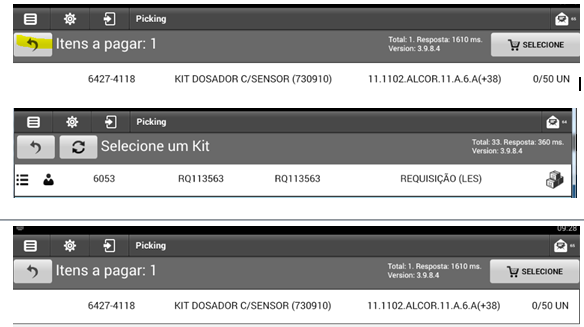 Picking
Itens a pagar: 1
Total: 1. Resposta: 1610 ms.
Version: 3.9.8.4
SELECIONE
6427-4118 KIT DOSADOR C/SENSOR (730910) 11.1102.ALCOR.11.A.6.A(+38) 0/50 UN
Picking
Selecione um Kit
Total: 33. Resposta: 360 ms.
Version: 3.9.8.4
6053 RQ113563 RQ113563 REQUISIÇÃO (LES)
09:28
Picking
Itens a pagar: 1
Total: 1. Resposta: 1610 ms.
Version: 3.9.8.4
SELECIONE
6427-4118 KIT DOSADOR C/SENSOR (730910) 11.1102.ALCOR.11.A.6.A(+38) 0/50 UN